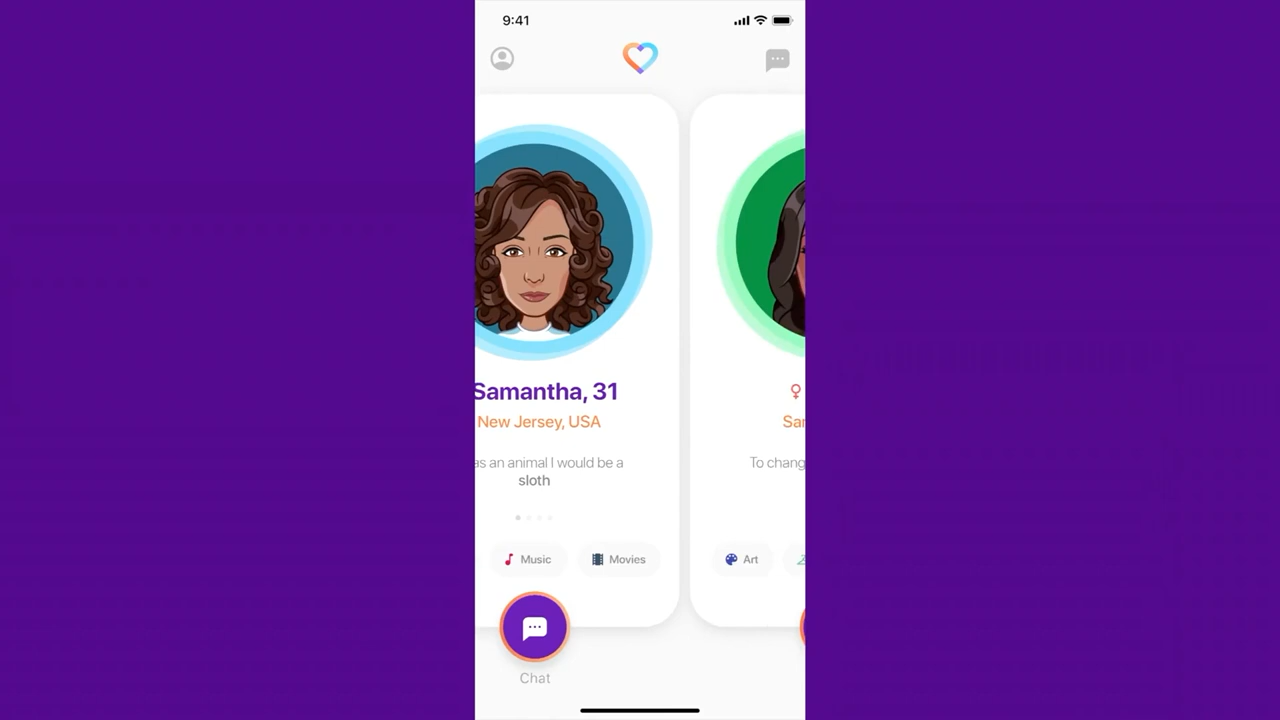 9:41
Samantha, 31
New Jersey, USA
as an animal I would be a
sloth
Music
Movies
Chat
To chang
Art